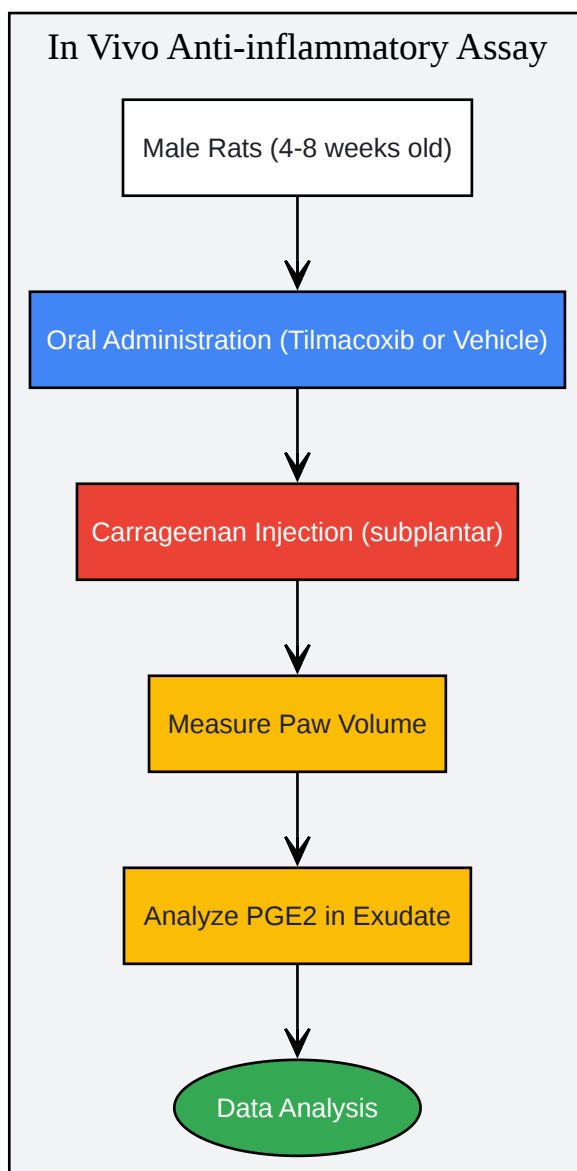 In Vivo Anti-inflammatory Assay
Male Rats (4-8 weeks old)
Oral Administration (Tilmacoxib or Vehicle)
Carrageenan Injection (subplantar)
Measure Paw Volume
Analyze PGE2 in Exudate
Data Analysis